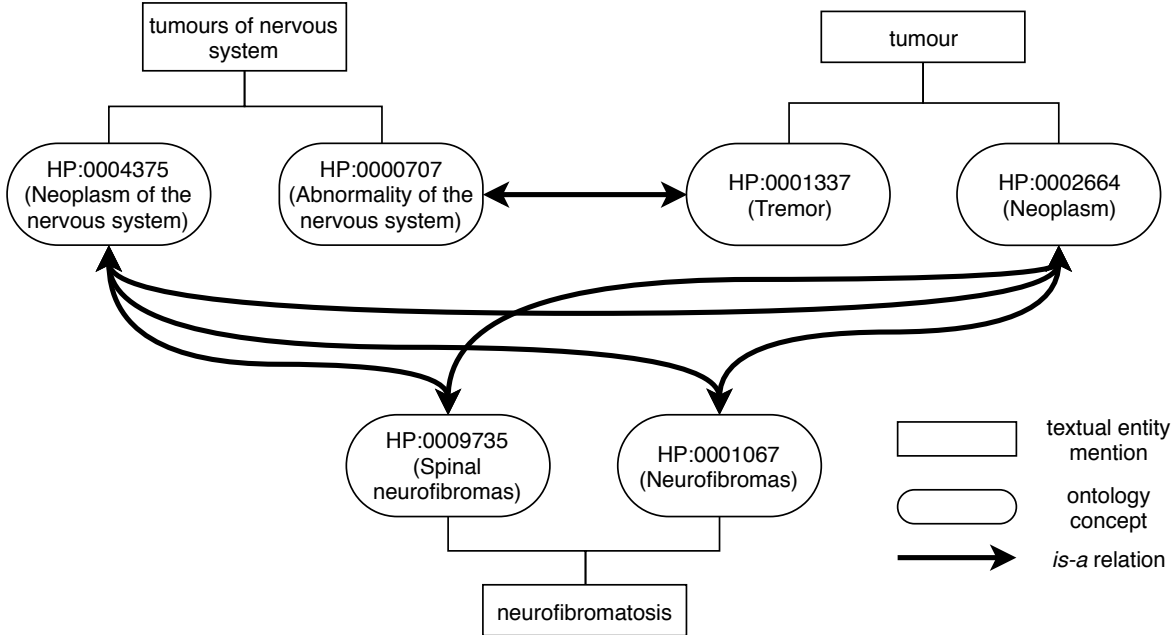 tumours of nervous
system
tumour
HP:0004375
(Neoplasm of the
nervous system)
HP:0000707
(Abnormality of the
nervous system)
HP:0001337
(Tremor)
HP:0002664
(Neoplasm)
HP:0009735
(Spinal
neurofibromas)
HP:0001067
(Neurofibromas)
neurofibromatosis
textual entity
mention
ontology
concept
is-a relation